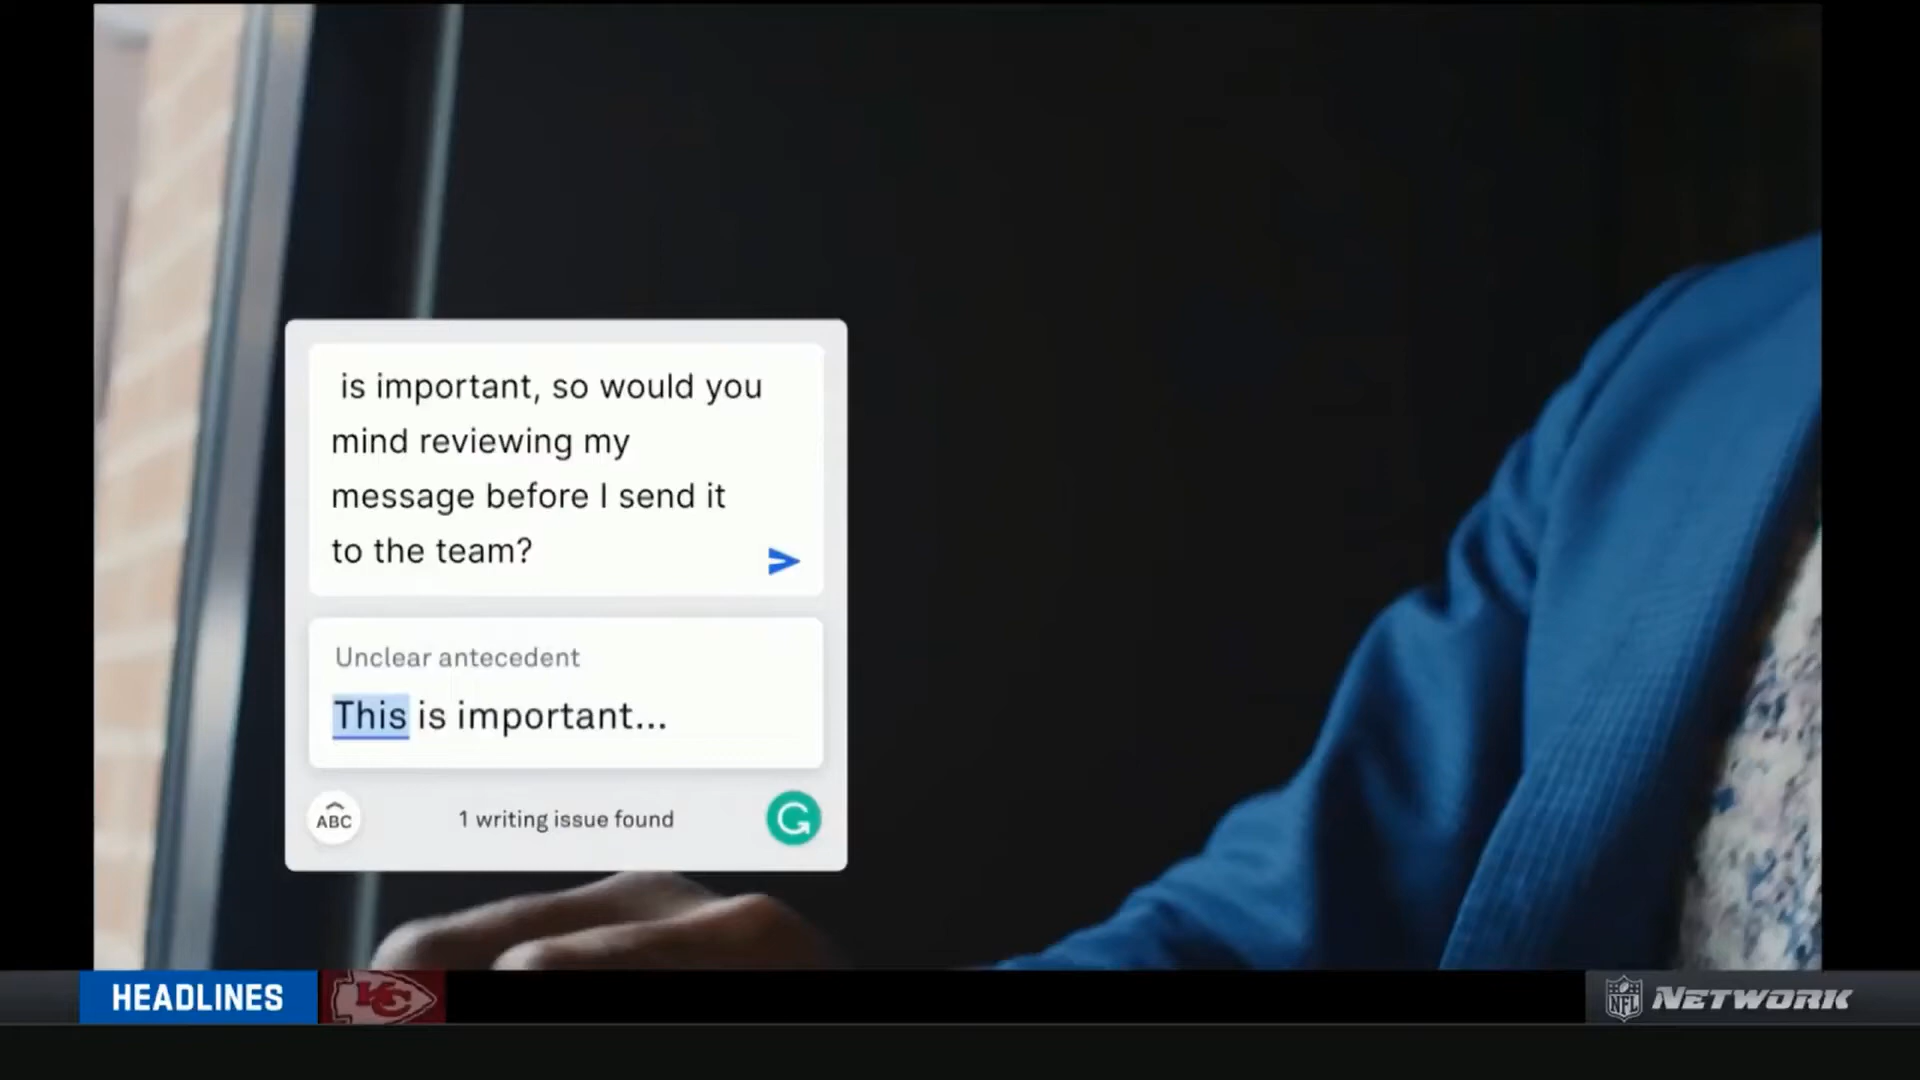 is important, so would you
mind reviewing my
message before I send it
to the team?
Unclear antecedent
This is important...
ABC
1 writing issue found
G
HEADLINES
KC
NFL
NETWORK